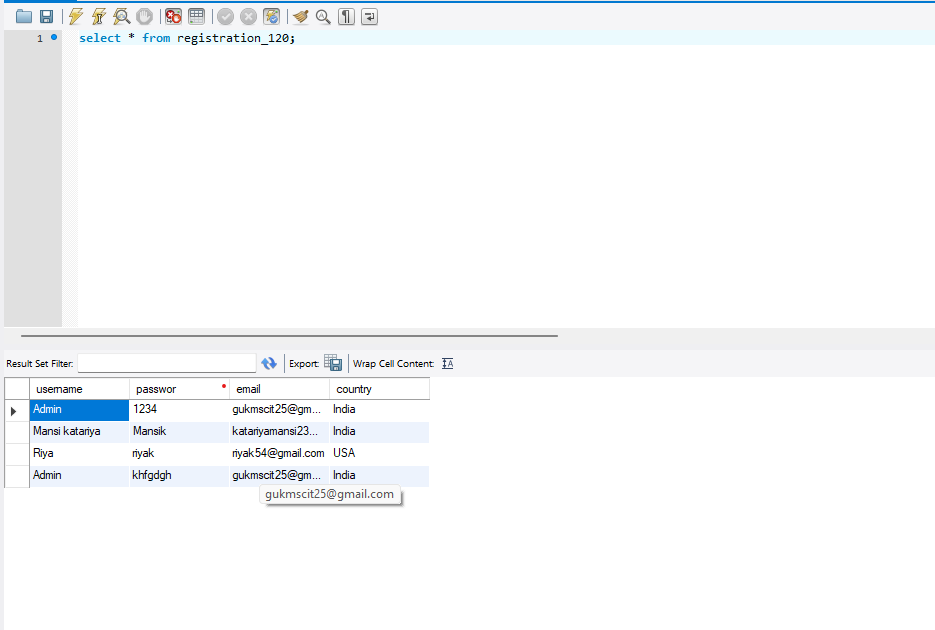 1 select * from registration_120;
Result Set Filter: Export: Wrap Cell Content:
username passwor email country
Admin 1234 gukmscit25@gm... India
Mansi katariya Mansik katariyamansi23... India
Riya riyak riyak54@gmail.com USA
Admin khfgdgh gukmscit25@gm... India
gukmscit25@gmail.com